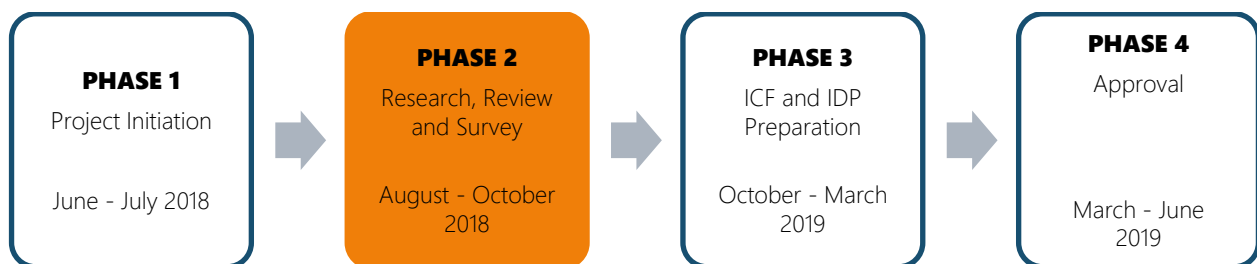 PHASE 1
Project Initiation
June - July 2018
PHASE 2
Research, Review
and Survey
August - October
2018
PHASE 3
ICF and IDP
Preparation
October - March
2019
PHASE 4
Approval
March - June
2019